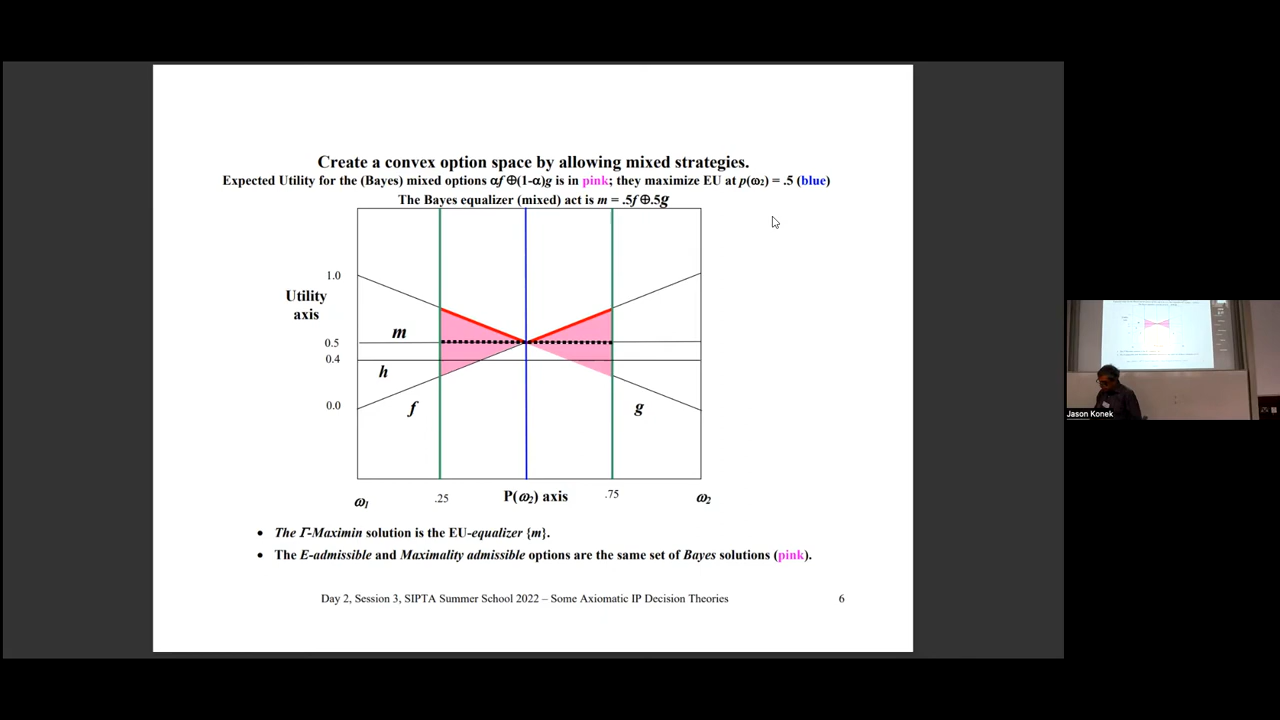 Create a convex option space by allowing mixed strategies.
Expected Utility for the (Bayes) mixed options αf ⊕(1-α)g is in pink; they maximize EU at p(ω₂) = .5 (blue)
The Bayes equalizer (mixed) act is m = .5f ⊕.5g
1.0
Utility
axis
m
0.5
0.4
h
0.0
f
g
ω₁
.25
P(ω₂) axis
.75
ω₂
• The Γ-Maximin solution is the EU-equalizer {m}.
• The E-admissible and Maximality admissible options are the same set of Bayes solutions (pink).
Day 2, Session 3, SIPTA Summer School 2022 – Some Axiomatic IP Decision Theories
6
Jason Konek